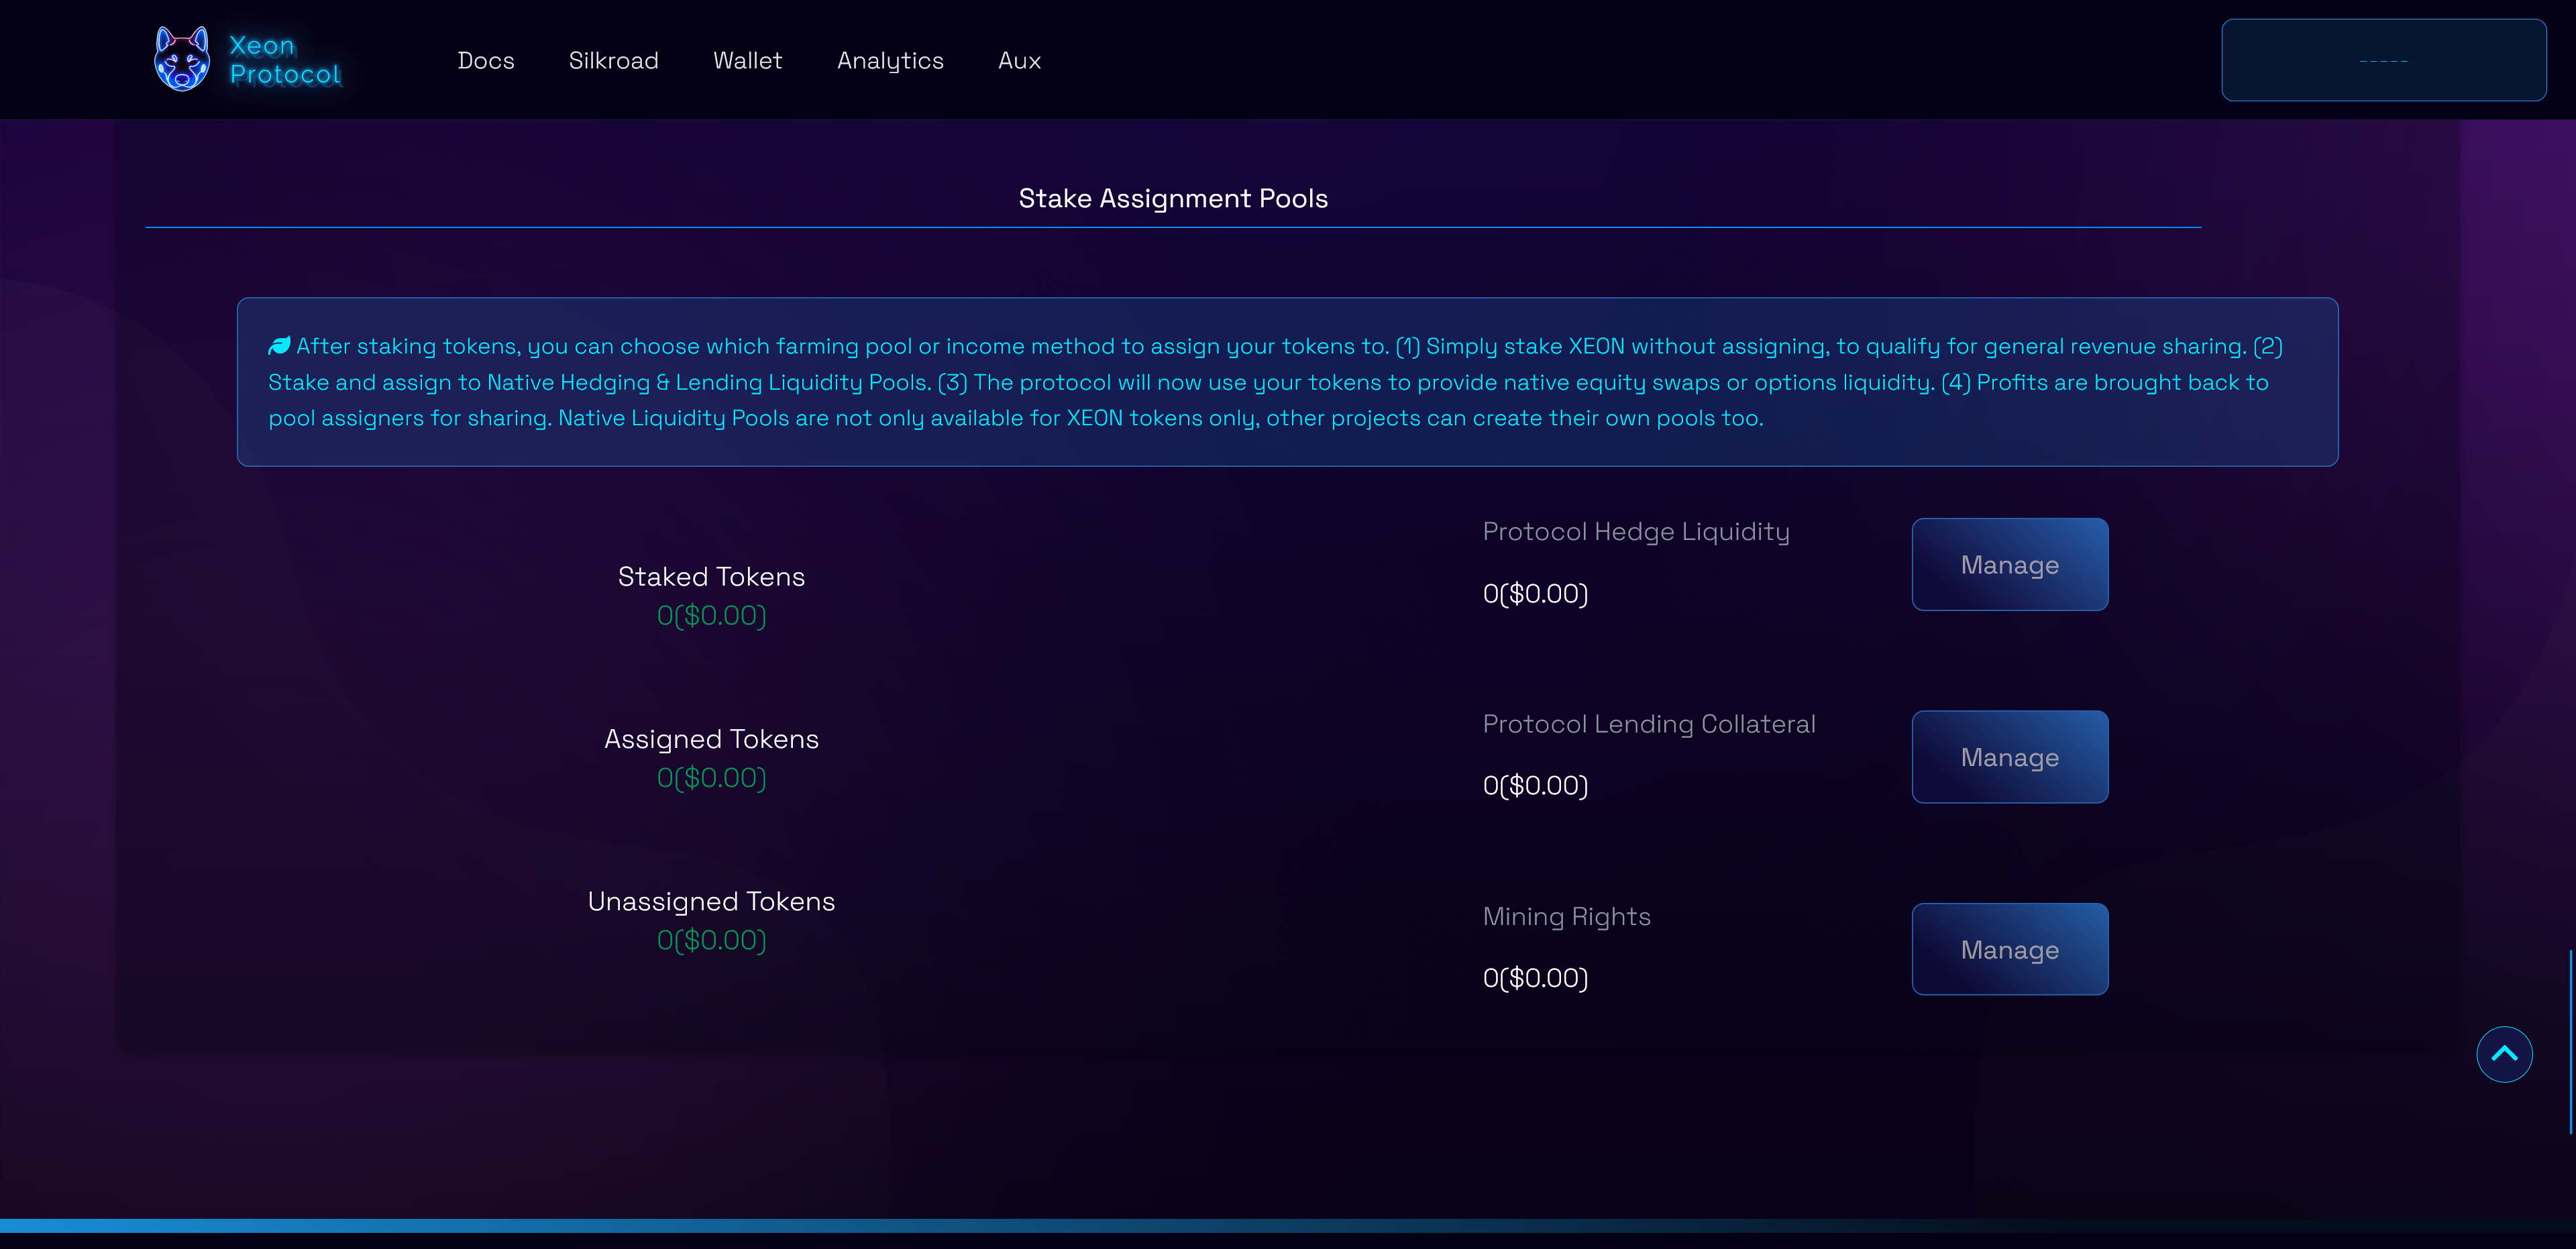 Xeon
Protocol
Docs
Silkroad
Wallet
Analytics
Aux
-----
Stake Assignment Pools
After staking tokens, you can choose which farming pool or income method to assign your tokens to. (1) Simply stake XEON without assigning, to qualify for general revenue sharing. (2)
Stake and assign to Native Hedging & Lending Liquidity Pools. (3) The protocol will now use your tokens to provide native equity swaps or options liquidity. (4) Profits are brought back to
pool assigners for sharing. Native Liquidity Pools are not only available for XEON tokens only, other projects can create their own pools too.
Staked Tokens
0($0.00)
Assigned Tokens
0($0.00)
Unassigned Tokens
0($0.00)
Protocol Hedge Liquidity
0($0.00)
Manage
Protocol Lending Collateral
0($0.00)
Manage
Mining Rights
0($0.00)
Manage